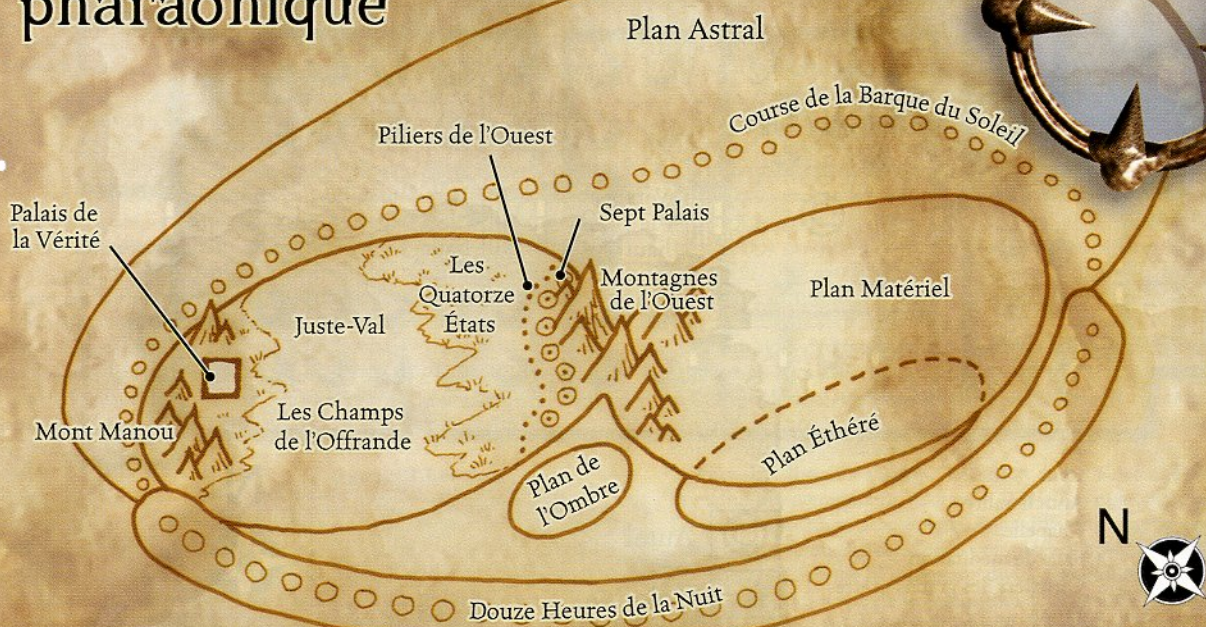 pharaonique
Plan Astral
Course de la Barque du Soleil
Piliers de l'Ouest
Palais de
la Vérité
Sept Palais
Les
Quatorze
États
Montagnes
de l'Ouest
Plan Matériel
Juste-Val
Les Champs
de l'Offrande
Mont Manou
Plan Éthéré
Plan de
l'Ombre
N
Douze Heures de la Nuit